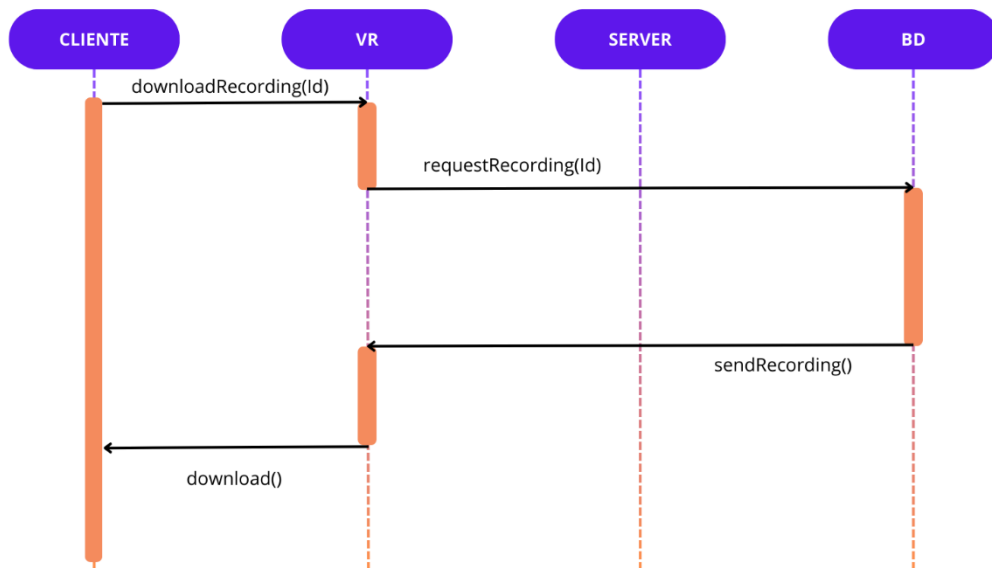 CLIENTE
VR
SERVER
BD
downloadRecording(Id)
requestRecording(Id)
sendRecording()
download()